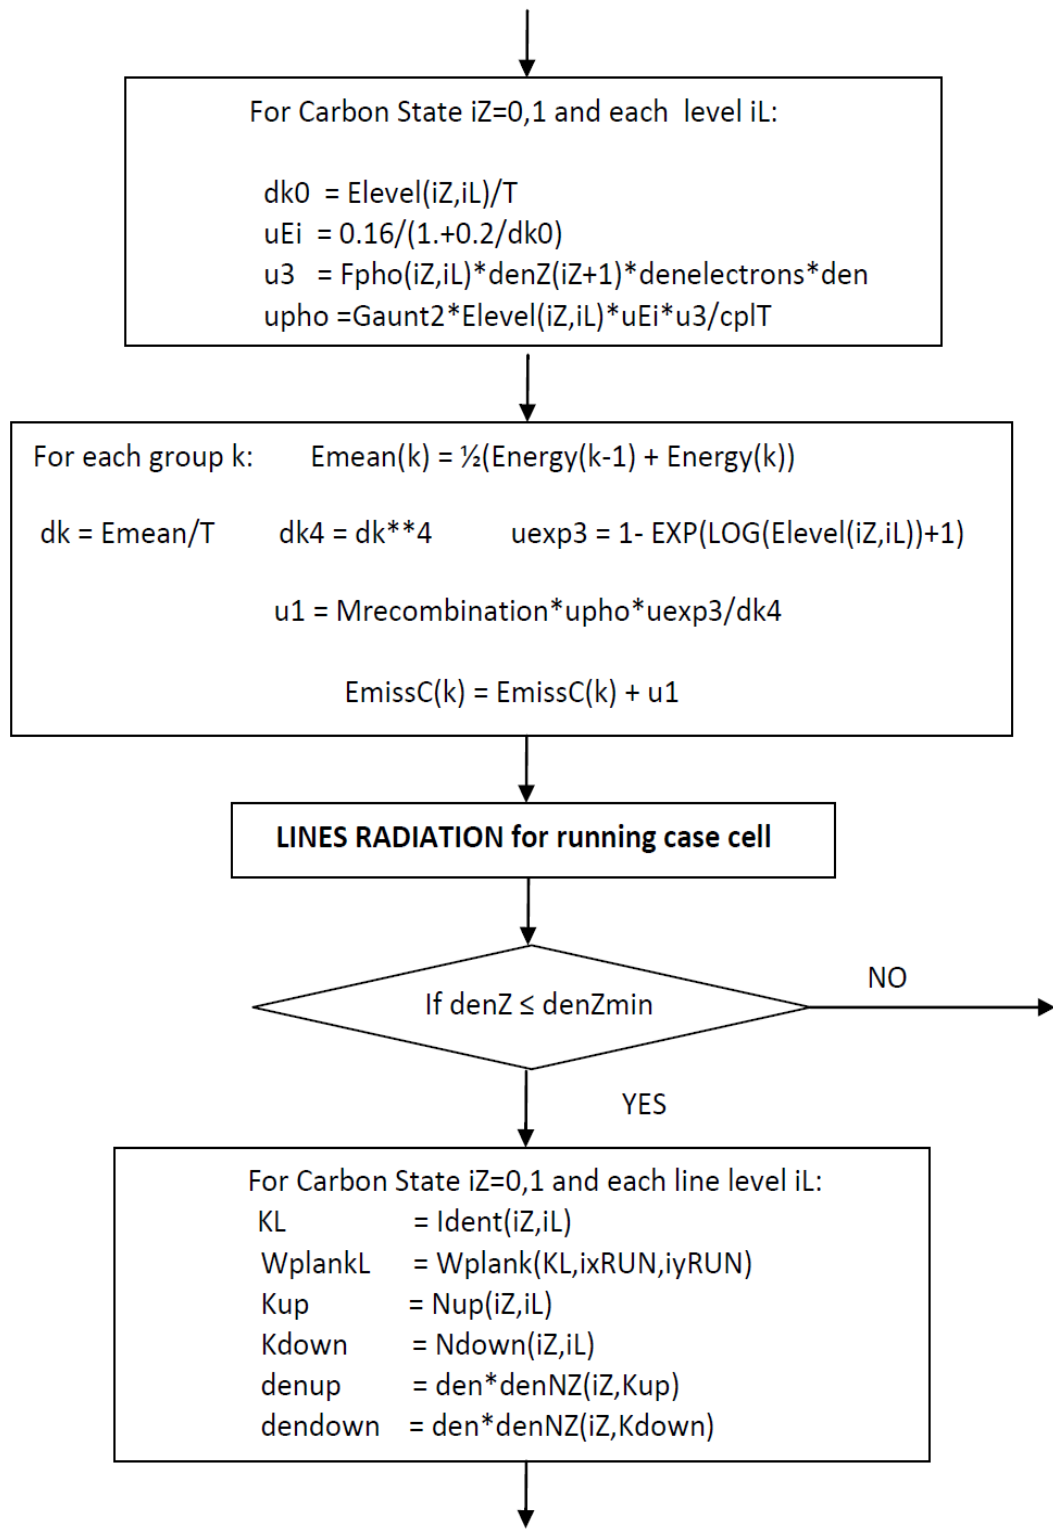 For Carbon State iZ=0,1 and each level iL:
dk0 = Elevel(iZ,iL)/T
uEi = 0.16/(1.+0.2/dk0)
u3 = Fpho(iZ,iL)*denZ(iZ+1)*denelectrons*den
upho =Gaunt2*Elevel(iZ,iL)*uEi*u3/cplT
For each group k: Emean(k) = ½(Energy(k-1) + Energy(k))
dk = Emean/T dk4 = dk**4 uexp3 = 1- EXP(LOG(Elevel(iZ,iL))+1)
u1 = Mrecombination*upho*uexp3/dk4
EmissC(k) = EmissC(k) + u1
LINES RADIATION for running case cell
If denZ ≤ denZmin
NO
YES
For Carbon State iZ=0,1 and each line level iL:
KL = Ident(iZ,iL)
WplankL = Wplank(KL,ixRUN,iyRUN)
Kup = Nup(iZ,iL)
Kdown = Ndown(iZ,iL)
denup = den*denNZ(iZ,Kup)
dendown = den*denNZ(iZ,Kdown)